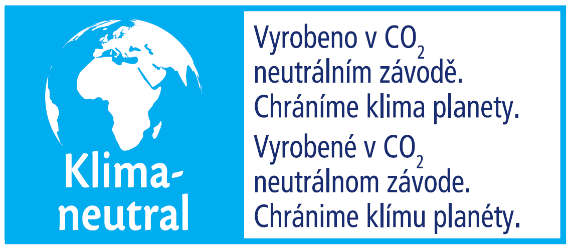 Klima-
neutral
Vyrobeno v CO₂
neutrálním závodě.
Chráníme klima planety.
Vyrobené v CO₂
neutrálnom závode.
Chránime klímu planéty.